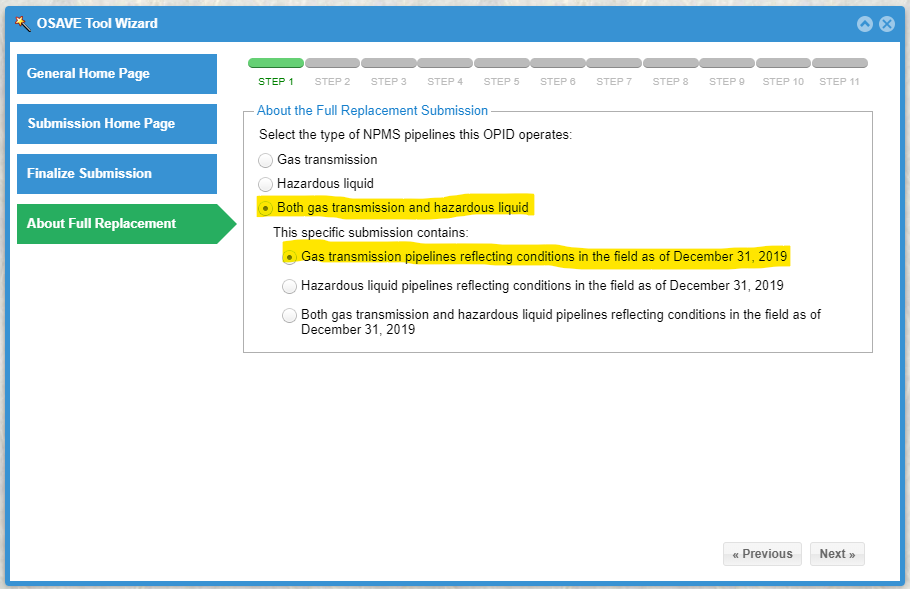 OSAVE Tool Wizard
General Home Page
Submission Home Page
Finalize Submission
About Full Replacement
STEP 1 STEP 2 STEP 3 STEP 4 STEP 5 STEP 6 STEP 7 STEP 8 STEP 9 STEP 10 STEP 11
About the Full Replacement Submission
Select the type of NPMS pipelines this OPID operates:
Gas transmission
Hazardous liquid
Both gas transmission and hazardous liquid
This specific submission contains:
Gas transmission pipelines reflecting conditions in the field as of December 31, 2019
Hazardous liquid pipelines reflecting conditions in the field as of December 31, 2019
Both gas transmission and hazardous liquid pipelines reflecting conditions in the field as of
December 31, 2019
« Previous Next »